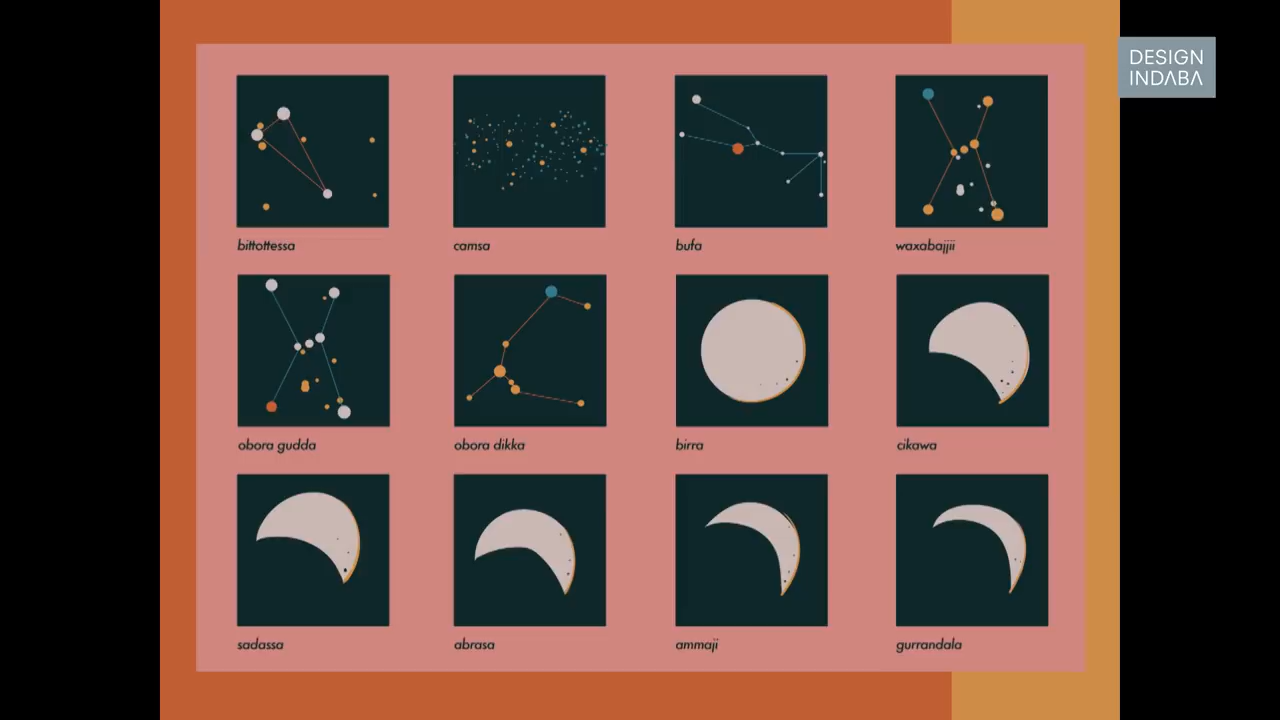 DESIGN
INDABA
bittottessa
camsa
bufa
waxabajjii
obora gudda
obora dikka
birra
cikawa
sadassa
abrasa
ammaji
gurrandala